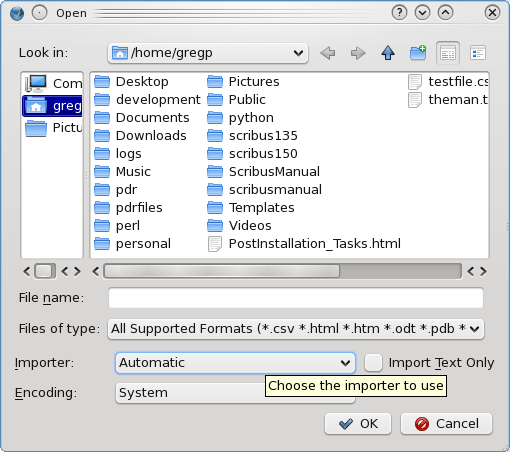 Open
Look in: /home/gregp
Com
greg
Pictu
Desktop
development
Documents
Downloads
logs
Music
pdr
pdrfiles
perl
personal
Pictures
Public
python
scribus135
scribus150
ScribusManual
scribusmanual
Templates
Videos
PostInstallation_Tasks.html
testfile.cs
theman.t
File name:
Files of type: All Supported Formats (*.csv *.html *.htm *.odt *.pdb *
Importer: Automatic Import Text Only
Choose the importer to use
Encoding: System
OK Cancel